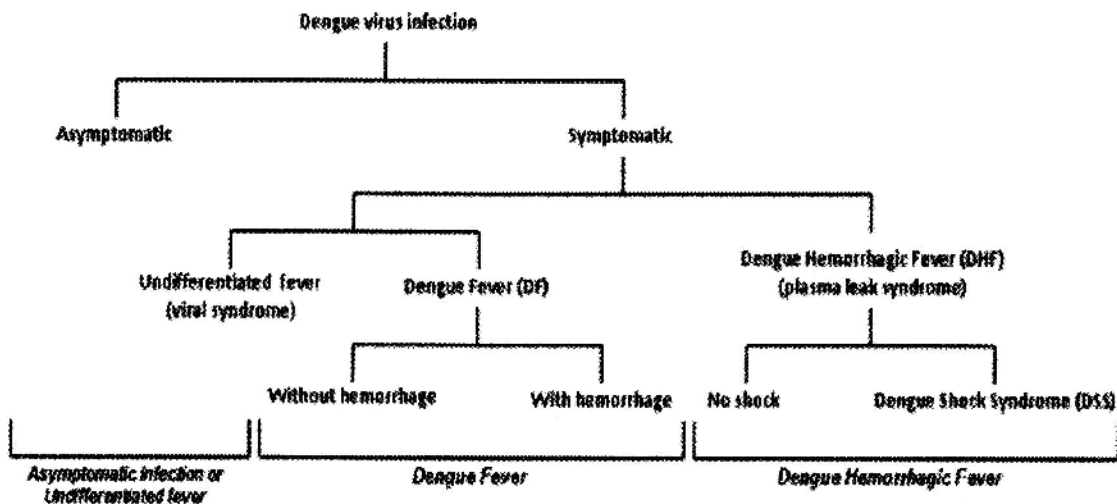 Dengue virus infection
Asymptomatic
Symptomatic
Undifferentiated fever
(viral syndrome)
Dengue Fever (DF)
Dengue Hemorrhagic Fever (DHF)
(plasma leak syndrome)
Without hemorrhage
With hemorrhage
No shock
Dengue Shock Syndrome (DSS)
Asymptomatic infection or
Undifferentiated fever
Dengue Fever
Dengue Hemorrhagic Fever